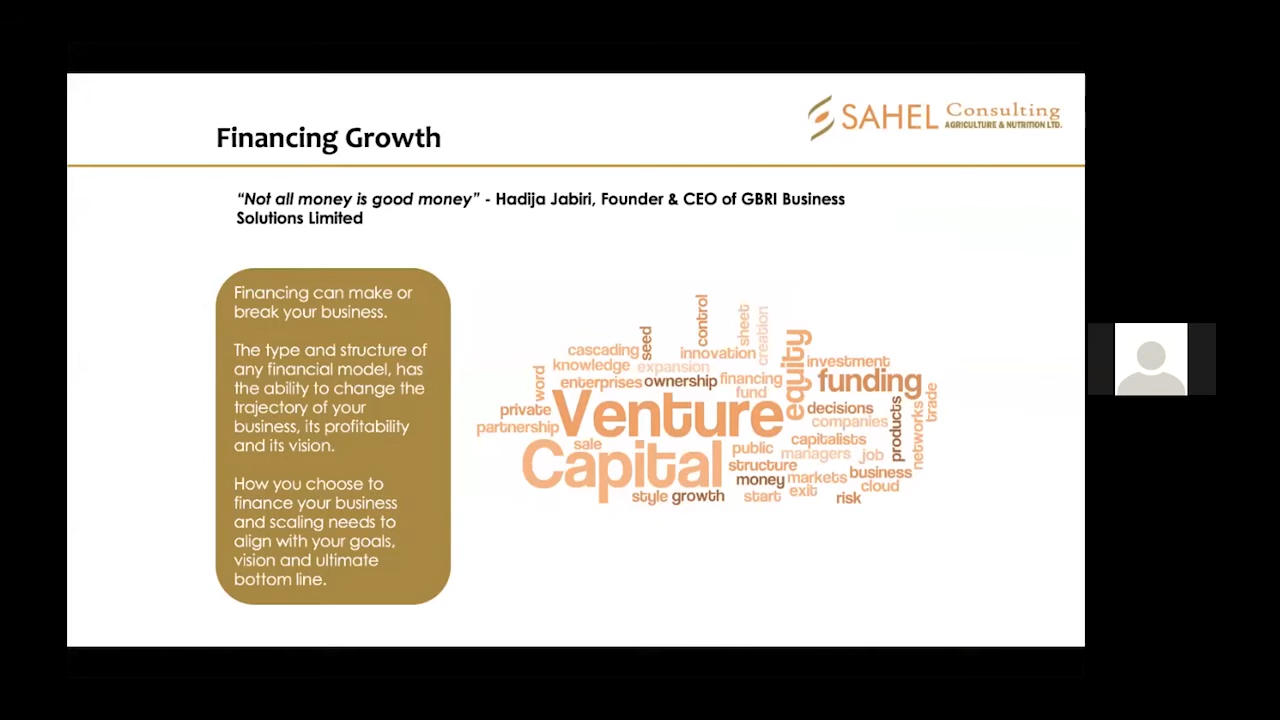 SAHEL Consulting
AGRICULTURE & NUTRITION LTD.
Financing Growth
“Not all money is good money” - Hadija Jabiri, Founder & CEO of GBRI Business
Solutions Limited
Financing can make or
break your business.
The type and structure of
any financial model, has
the ability to change the
trajectory of your
business, its profitability
and its vision.
How you choose to
finance your business
and scaling needs to
align with your goals,
vision and ultimate
bottom line.
control
sheet
creation
seed
cascading
innovation
equity
knowledge
expansion
investment
word
enterprises
ownership
financing
funding
fund
private
Venture
decisions
products
networks
trade
partnership
companies
sale
capitalists
Capital
public
managers
job
structure
money
markets
business
cloud
style
growth
start
exit
risk